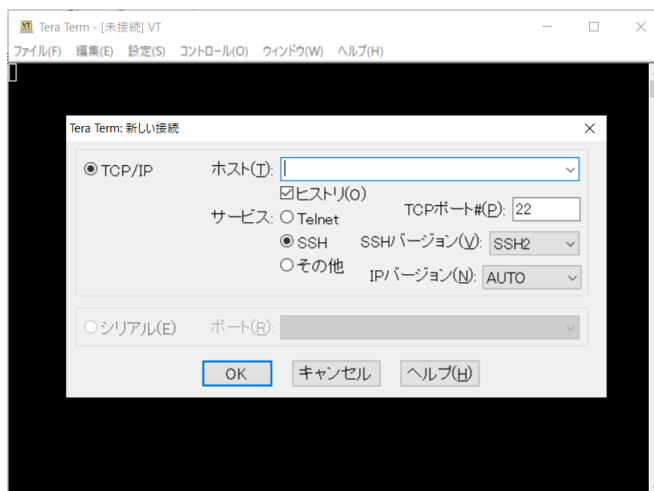 VT Tera Term - [未接続] VT
ファイル(F) 編集(E) 設定(S) コントロール(O) ウィンドウ(W) ヘルプ(H)
Tera Term: 新しい接続
TCP/IP ホスト(T):
ヒストリ(O)
サービス: Telnet TCPポート#(P): 22
SSH SSHバージョン(V): SSH2
その他 IPバージョン(N): AUTO
シリアル(E) ポート(R):
OK キャンセル ヘルプ(H)